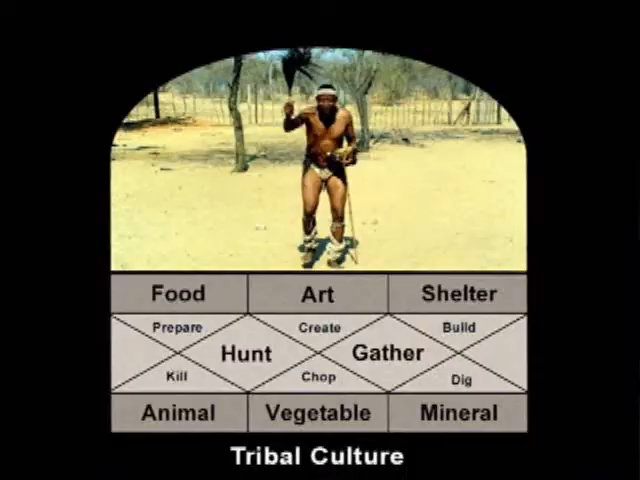 Food Art Shelter
Prepare Create Build
Hunt Gather
Kill Chop Dig
Animal Vegetable Mineral
Tribal Culture